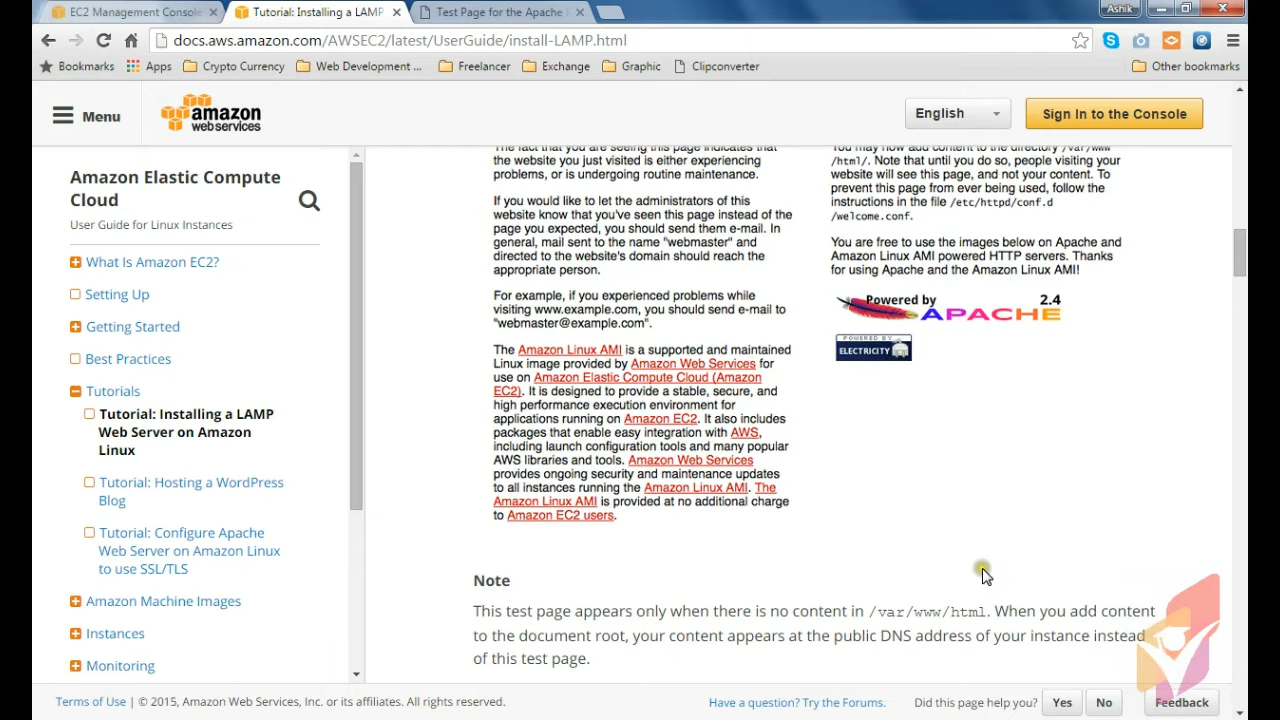 EC2 Management Console
Tutorial: Installing a LAMP
Test Page for the Apache
Ashik
docs.aws.amazon.com/AWSEC2/latest/UserGuide/install-LAMP.html
Bookmarks
Apps
Crypto Currency
Web Development ...
Freelancer
Exchange
Graphic
Clipconverter
Other bookmarks
Menu
amazon
web services
English
Sign In to the Console
Amazon Elastic Compute
Cloud
User Guide for Linux Instances
What Is Amazon EC2?
Setting Up
Getting Started
Best Practices
Tutorials
Tutorial: Installing a LAMP
Web Server on Amazon
Linux
Tutorial: Hosting a WordPress
Blog
Tutorial: Configure Apache
Web Server on Amazon Linux
to use SSL/TLS
Amazon Machine Images
Instances
Monitoring
The fact that you are seeing this page indicates that
the website you just visited is either experiencing
problems, or is undergoing routine maintenance.
If you would like to let the administrators of this
website know that you've seen this page instead of the
page you expected, you should send them e-mail. In
general, mail sent to the name "webmaster" and
directed to the website's domain should reach the
appropriate person.
For example, if you experienced problems while
visiting www.example.com, you should send e-mail to
"webmaster@example.com".
The Amazon Linux AMI is a supported and maintained
Linux image provided by Amazon Web Services for
use on Amazon Elastic Compute Cloud (Amazon
EC2). It is designed to provide a stable, secure, and
high performance execution environment for
applications running on Amazon EC2. It also includes
packages that enable easy integration with AWS,
including launch configuration tools and many popular
AWS libraries and tools. Amazon Web Services
provides ongoing security and maintenance updates
to all instances running the Amazon Linux AMI. The
Amazon Linux AMI is provided at no additional charge
to Amazon EC2 users.
You may now add content to the directory /var/www
/html/. Note that until you do so, people visiting your
website will see this page, and not your content. To
prevent this page from ever being used, follow the
instructions in the file /etc/httpd/conf.d
/welcome.conf.
You are free to use the images below on Apache and
Amazon Linux AMI powered HTTP servers. Thanks
for using Apache and the Amazon Linux AMI!
Powered by 2.4
APACHE
POWERED BY
ELECTRICITY
Note
This test page appears only when there is no content in /var/www/html. When you add content
to the document root, your content appears at the public DNS address of your instance instead
of this test page.
Terms of Use | © 2015, Amazon Web Services, Inc. or its affiliates. All rights reserved.
Have a question? Try the Forums.
Did this page help you?
Yes
No
Feedback